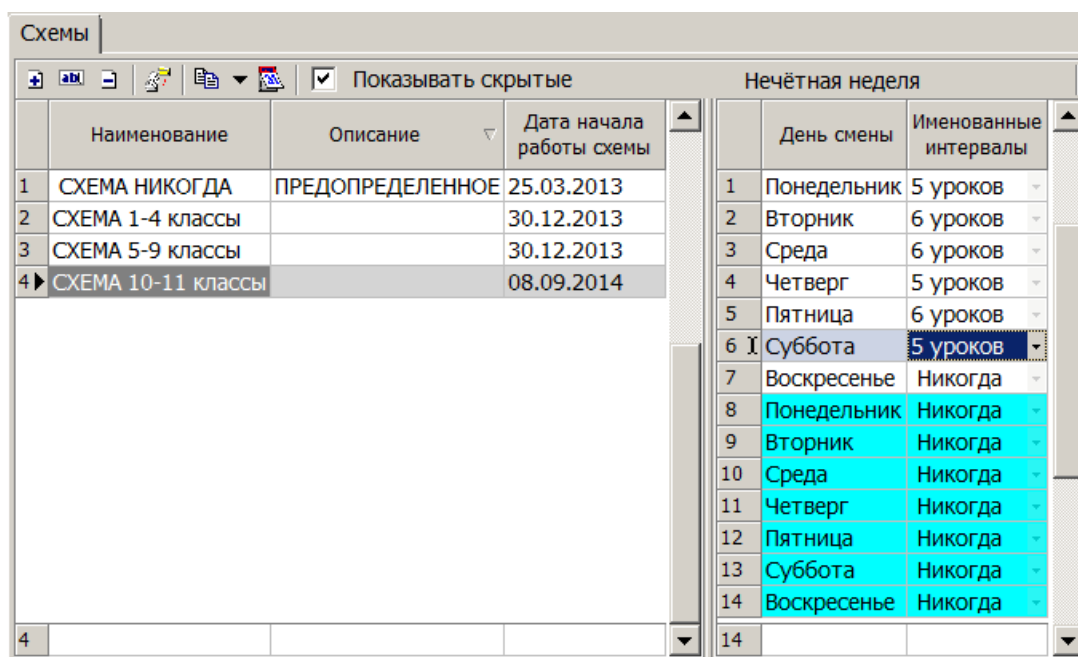 Схемы
abl Показывать скрытые Нечётная неделя
Наименование Описание Дата начала работы схемы
1 СХЕМА НИКОГДА ПРЕДОПРЕДЕЛЕННОЕ 25.03.2013
2 СХЕМА 1-4 классы 30.12.2013
3 СХЕМА 5-9 классы 30.12.2013
4 СХЕМА 10-11 классы 08.09.2014
4
День смены Именованные интервалы
1 Понедельник 5 уроков
2 Вторник 6 уроков
3 Среда 6 уроков
4 Четверг 5 уроков
5 Пятница 6 уроков
6 Суббота 5 уроков
7 Воскресенье Никогда
8 Понедельник Никогда
9 Вторник Никогда
10 Среда Никогда
11 Четверг Никогда
12 Пятница Никогда
13 Суббота Никогда
14 Воскресенье Никогда
14